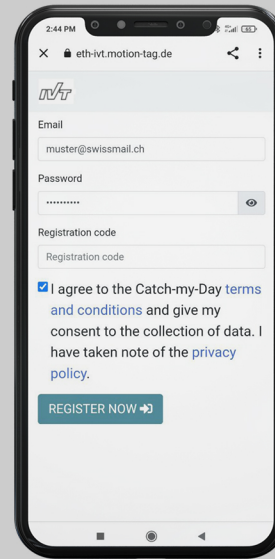 2:44 PM
65
eth-ivt.motion-tag.de
IVT
Email
muster@swissmail.ch
Password
••••••••••
Registration code
Registration code
I agree to the Catch-my-Day terms
and conditions and give my
consent to the collection of data. I
have taken note of the privacy
policy.
REGISTER NOW